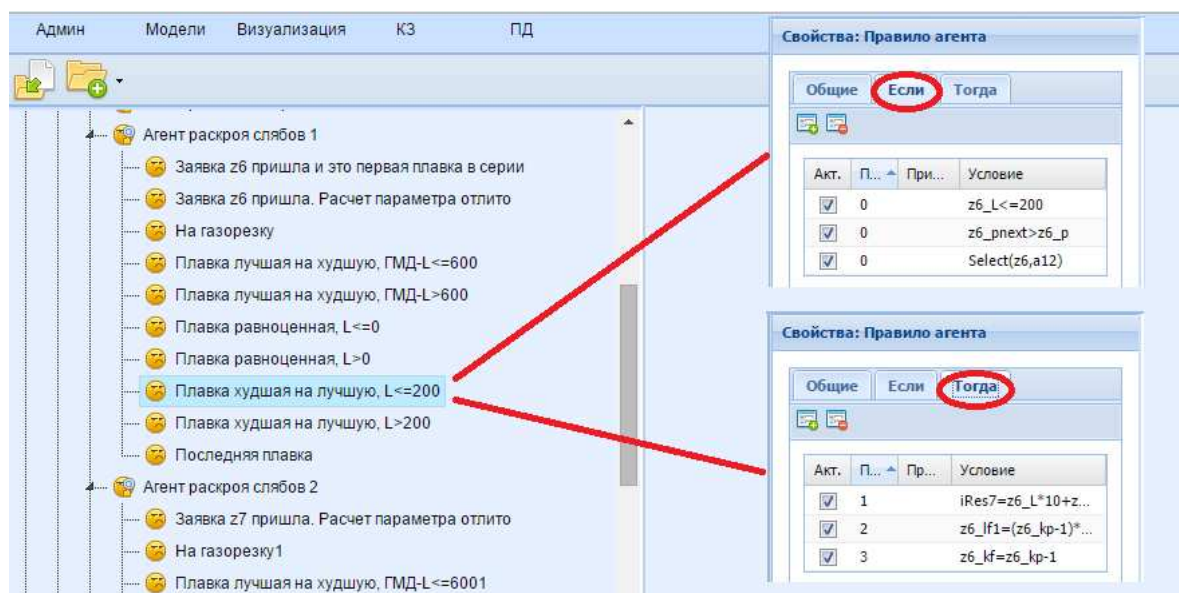 Админ Модели Визуализация КЗ ПД
Агент раскроя слябов 1
Заявка z6 пришла и это первая плавка в серии
Заявка z6 пришла. Расчет параметра отлито
На газорезку
Плавка лучшая на худшую, ГМД-L<=600
Плавка лучшая на худшую, ГМД-L>600
Плавка равноценная, L<=0
Плавка равноценная, L>0
Плавка худшая на лучшую, L<=200
Плавка худшая на лучшую, L>200
Последняя плавка
Агент раскроя слябов 2
Заявка z7 пришла. Расчет параметра отлито
На газорезку1
Плавка лучшая на худшую, ГМД-L<=6001
Свойства: Правило агента
Общие Если Тогда
Акт. П... При... Условие
0 z6_L<=200
0 z6_pnext>z6_p
0 Select(z6,a12)
Свойства: Правило агента
Общие Если Тогда
Акт. П... Пр... Условие
1 iRes7=z6_L*10+z...
2 z6_lf1=(z6_kp-1)*...
3 z6_kf=z6_kp-1